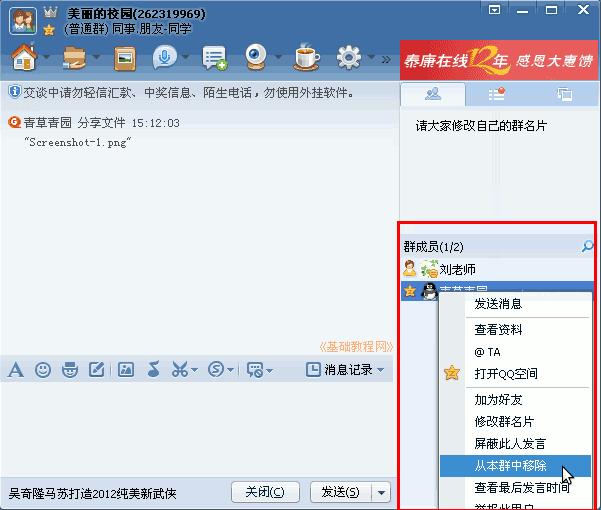 美丽的校园(262319969)
(普通群) 同事.朋友-同学
泰康在线12年 感恩大惠馈
交谈中请勿轻信汇款、中奖信息、陌生电话，勿使用外挂软件。
青草青园 分享文件 15:12:03
"Screenshot-1.png"
请大家修改自己的群名片
群成员(1/2)
刘老师
青草青园
发送消息
查看资料
@ TA
打开QQ空间
加为好友
修改群名片
屏蔽此人发言
从本群中移除
查看最后发言时间
举报此用户
《基础教程网》
消息记录
吴奇隆马苏打造2012纯美新武侠
关闭(C)
发送(S)